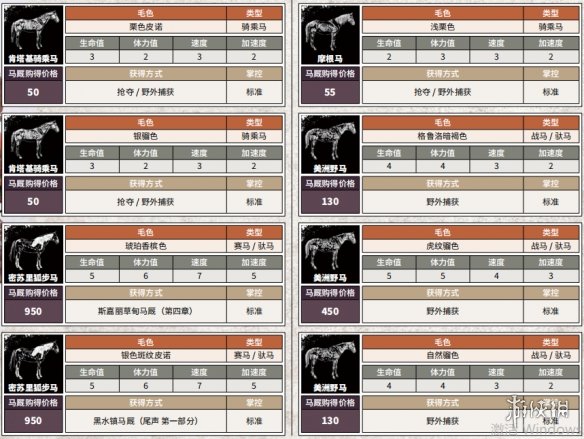 毛色 类型
栗色皮诺 骑乘马
生命值 体力值 速度 加速度
肯塔基骑乘马 3 2 3 2
马厩购得价格 获得方式 掌控
50 抢夺 / 野外捕获 标准
毛色 类型
浅栗色 骑乘马
生命值 体力值 速度 加速度
摩根马 2 3 3 2
马厩购得价格 获得方式 掌控
55 抢夺 / 野外捕获 标准
毛色 类型
银骝色 骑乘马
生命值 体力值 速度 加速度
肯塔基骑乘马 3 2 3 2
马厩购得价格 获得方式 掌控
50 抢夺 / 野外捕获 标准
毛色 类型
格鲁洛暗褐色 战马 / 驮马
生命值 体力值 速度 加速度
美洲野马 4 4 3 2
马厩购得价格 获得方式 掌控
130 野外捕获 标准
毛色 类型
琥珀香槟色 赛马 / 驮马
生命值 体力值 速度 加速度
密苏里狐步马 5 6 7 5
马厩购得价格 获得方式 掌控
950 斯嘉丽草甸马厩（第四章） 标准
毛色 类型
虎纹骝色 战马 / 驮马
生命值 体力值 速度 加速度
美洲野马 5 5 4 3
马厩购得价格 获得方式 掌控
450 野外捕获 标准
毛色 类型
银色斑纹皮诺 赛马 / 驮马
生命值 体力值 速度 加速度
密苏里狐步马 5 6 7 5
马厩购得价格 获得方式 掌控
950 黑水镇马厩（尾声 第一部分） 标准
毛色 类型
自然骝色 战马 / 驮马
生命值 体力值 速度 加速度
美洲野马 4 4 3 2
马厩购得价格 获得方式 掌控
130 野外捕获 标准
游侠网
激活 Windows